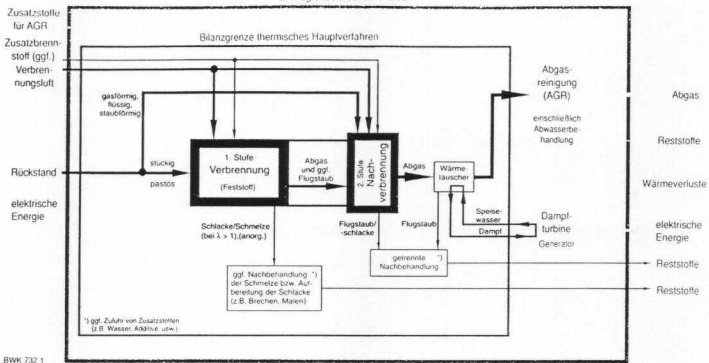 Zusatzstoffe
für AGR
Zusatzbrenn-
stoff (ggf.)
Verbren-
nungsluft
Rückstand
elektrische
Energie
Bilanzgrenze thermisches Hauptverfahren
gasförmig,
flüssig,
staubförmig
stückig
pastös
1. Stufe
Verbrennung
(Feststoff)
Abgas
und ggf.
Flugstaub
2. Stufe
Nach-
verbrennung
Abgas
Wärme-
tauscher
Abgas-
reinigung
(AGR)
einschließlich
Abwasserbe-
handlung
Speise-
wasser
Dampf
Dampf-
turbine
Generator
Schlacke/Schmelze
(bei λ > 1),(anorg.)
Flugstaub/
-schlacke
Flugstaub
getrennte *)
Nachbehandlung
ggf. Nachbehandlung *)
der Schmelze bzw. Auf-
bereitung der Schlacke
(z.B. Brechen, Malen)
*) ggf. Zufuhr von Zusatzstoffen
(z.B. Wasser, Additive, usw.)
Abgas
Reststoffe
Wärmeverluste
elektrische
Energie
Reststoffe
Reststoffe
BWK 732.1